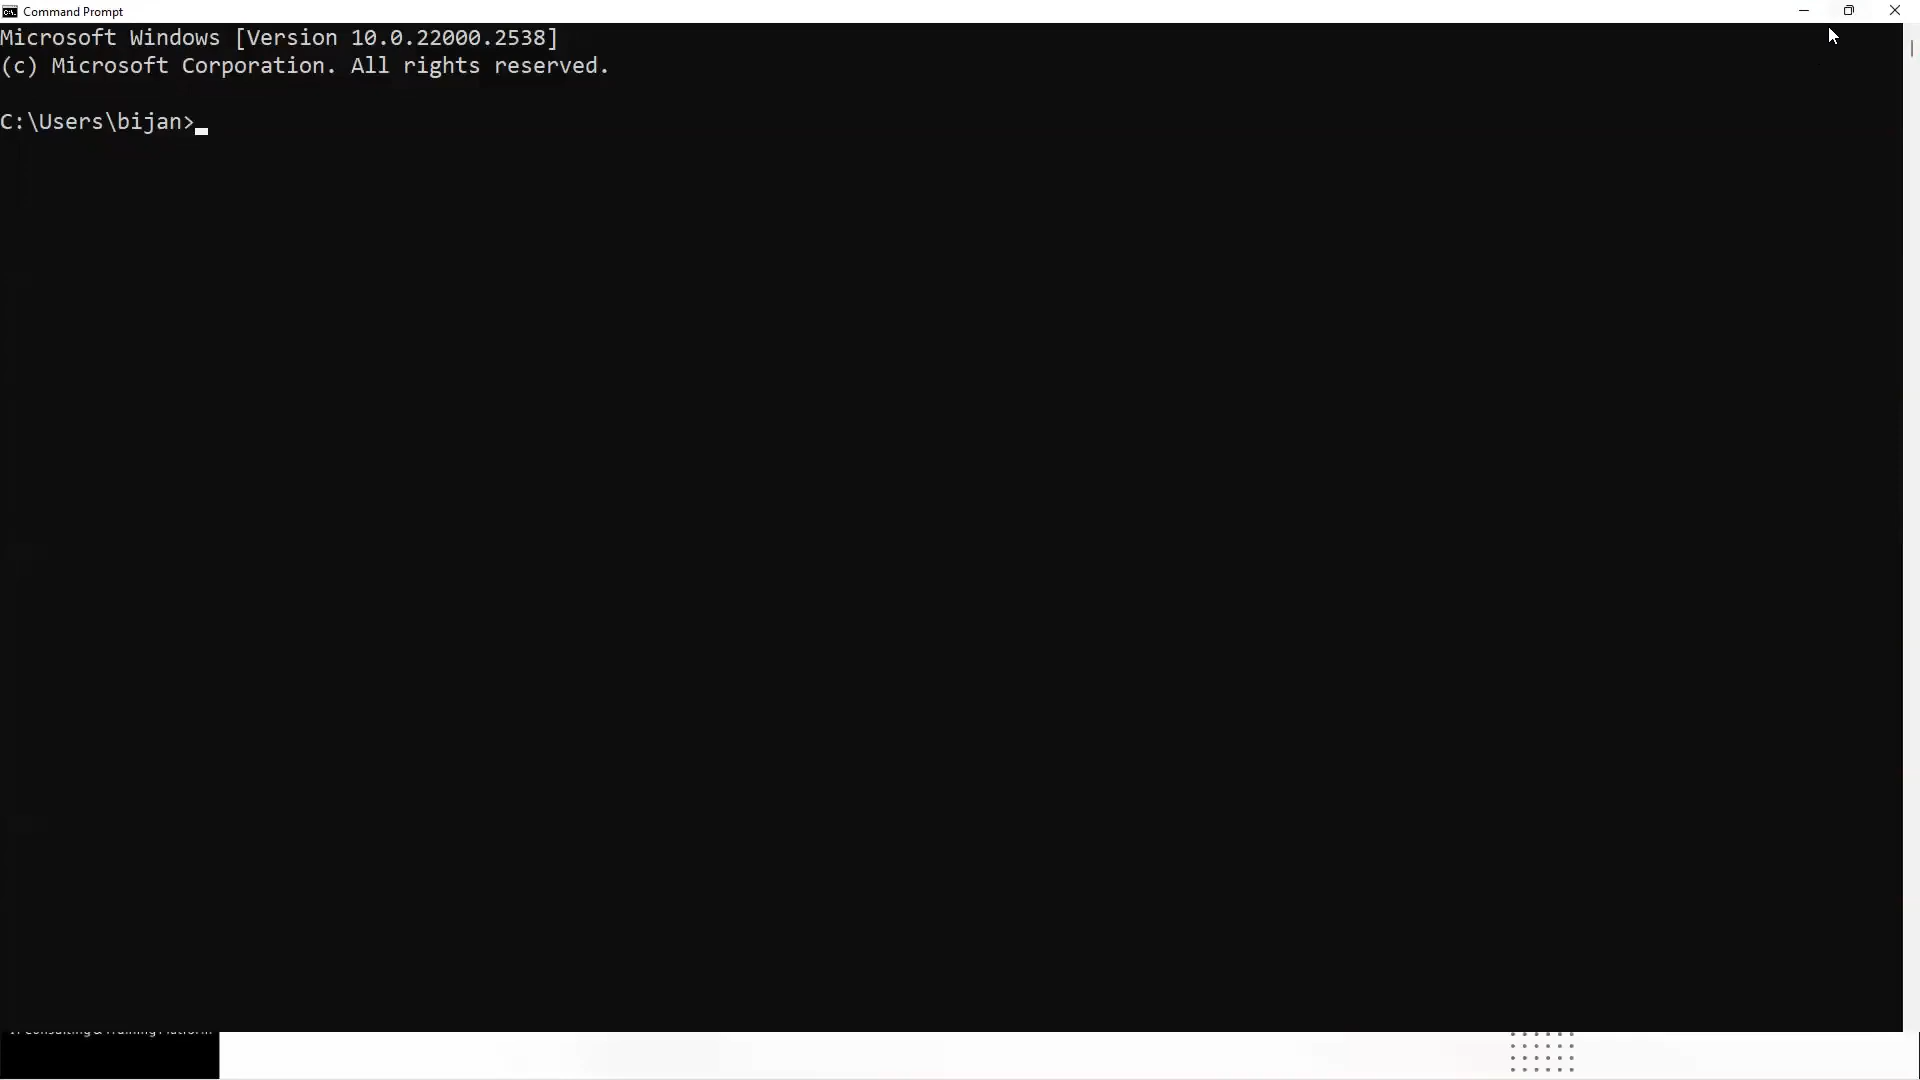 Command Prompt
Microsoft Windows [Version 10.0.22000.2538]
(c) Microsoft Corporation. All rights reserved.
C:\Users\bijan>